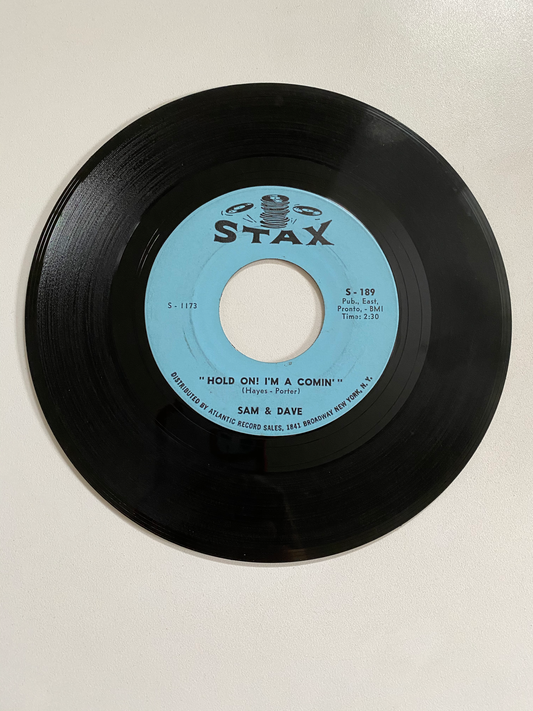 STAX
S - 189
Pub., East,
Pronto, - BMI
Time: 2:30
S - 1173
" HOLD ON! I'M A COMIN' "
(Hayes - Porter)
SAM & DAVE
DISTRIBUTED BY ATLANTIC RECORD SALES, 1841 BROADWAY NEW YORK, N. Y.